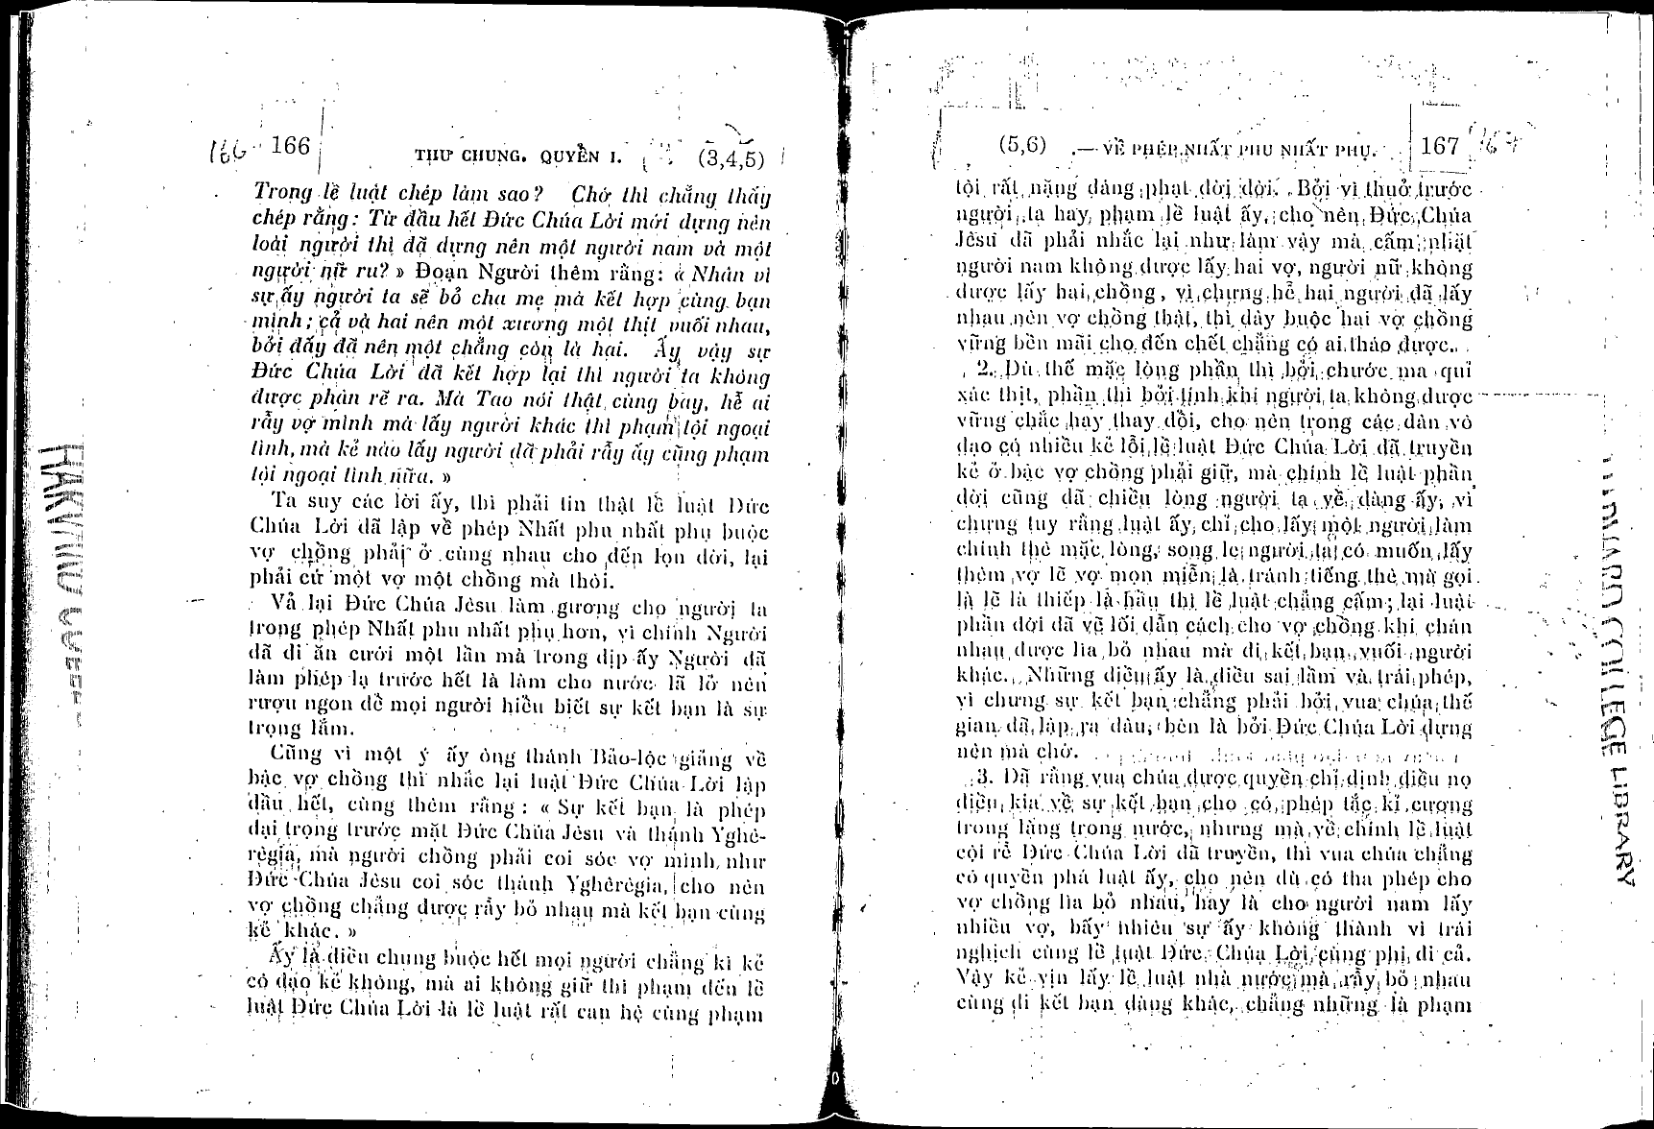 166 166
THƯ CHUNG. QUYỀN I. (3,4,5)
Trong lề luật chép làm sao? Chớ thì chẳng thấy
chép rằng: Từ đầu hết Đức Chúa Lời mới dựng nên
loài người thì đã dựng nên một người nam và một
người nữ ru? » Đoạn Người thêm rằng: « Nhân vì
sự ấy người ta sẽ bỏ cha mẹ mà kết hợp cùng bạn
mình; cả và hai nên một xương một thịt vuối nhau,
bởi đấy đã nên một chẳng còn là hai. Ấy vậy sự
Đức Chúa Lời đã kết hợp lại thì người ta không
được phân rẽ ra. Mà Tao nói thật cùng bay, hễ ai
rẫy vợ mình mà lấy người khác thì phạm tội ngoại
tình, mà kẻ nào lấy người đã phải rẫy ấy cũng phạm
tội ngoại tình nữa. »
Ta suy các lời ấy, thì phải tin thật lề luật Đức
Chúa Lời đã lập về phép Nhất phu nhất phụ buộc
vợ chồng phải ở cùng nhau cho đến lọn đời, lại
phải cứ một vợ một chồng mà thôi.
Vả lại Đức Chúa Jêsu làm gương cho người ta
trong phép Nhất phu nhất phụ hơn, vì chính Người
đã đi ăn cưới một lần mà trong dịp ấy Người đã
làm phép lạ trước hết là làm cho nước lã lở nên
rượu ngon để mọi người hiểu biết sự kết bạn là sự
trọng lắm.
Cũng vì một ý ấy ông thánh Bảo-lộc giảng về
bậc vợ chồng thì nhắc lại luật Đức Chúa Lời lập
đầu hết, cùng thêm rằng: « Sự kết bạn là phép
đại trọng trước mặt Đức Chúa Jêsu và thánh Yghê-
rêgia, mà người chồng phải coi sóc vợ mình, như
Đức Chúa Jêsu coi sóc thánh Yghêrêgia, cho nên
vợ chồng chẳng được rẫy bỏ nhau mà kết bạn cùng
kẻ khác. »
Ấy là điều chung buộc hết mọi người chẳng kì kẻ
có đạo kẻ không, mà ai không giữ thì phạm đến lề
luật Đức Chúa Lời là lề luật rất can hệ cùng phạm
(5,6) — VỀ PHÉP NHẤT PHU NHẤT PHỤ. 167
tội rất nặng đáng phạt đời đời. Bởi vì thuở trước
người ta hay phạm lề luật ấy, cho nên Đức Chúa
Jêsu đã phải nhắc lại như làm vậy mà cấm nhặt
người nam không được lấy hai vợ, người nữ không
được lấy hai chồng, vì chưng hễ hai người đã lấy
nhau nên vợ chồng thật, thì dây buộc hai vợ chồng
vững bền mãi cho đến chết chẳng có ai tháo được.
2. Dù thế mặc lòng phần thì bởi chước ma quỉ
xác thịt, phần thì bởi tính khí người ta không được
vững chắc hay thay đổi, cho nên trong các dân vô
đạo có nhiều kẻ lỗi lề luật Đức Chúa Lời đã truyền
kẻ ở bậc vợ chồng phải giữ, mà chính lề luật phần
đời cũng đã chiều lòng người ta về đàng ấy, vì
chưng tuy rằng luật ấy chỉ cho lấy một người làm
chính thê mặc lòng, song le người ta có muốn lấy
thêm vợ lẽ vợ mọn miễn là tránh tiếng thê mà gọi
là lẽ là thiếp là hầu thì lề luật chẳng cấm; lại luật
phần đời đã vẽ lối dẫn cách cho vợ chồng khi chán
nhau được lìa bỏ nhau mà đi kết bạn vuối người
khác. Những điều ấy là điều sai lầm và trái phép,
vì chưng sự kết bạn chẳng phải bởi vua chúa thế
gian đã lập ra đâu, bèn là bởi Đức Chúa Lời dựng
nên mà chớ.
3. Đã rằng vua chúa được quyền chỉ định điều nọ
điều kia về sự kết bạn cho có phép tắc kỉ cương
trong làng trong nước, nhưng mà về chính lề luật
cội rễ Đức Chúa Lời đã truyền, thì vua chúa chẳng
có quyền phá luật ấy, cho nên dù có tha phép cho
vợ chồng lìa bỏ nhau, hay là cho người nam lấy
nhiều vợ, bấy nhiêu sự ấy không thành vì trái
nghịch cùng lề luật Đức Chúa Lời, cùng phi đi cả.
Vậy kẻ vịn lấy lề luật nhà nước mà rẫy bỏ nhau
cùng đi kết bạn đàng khác, chẳng những là phạm
HARVARD COLLEGE LIBRARY